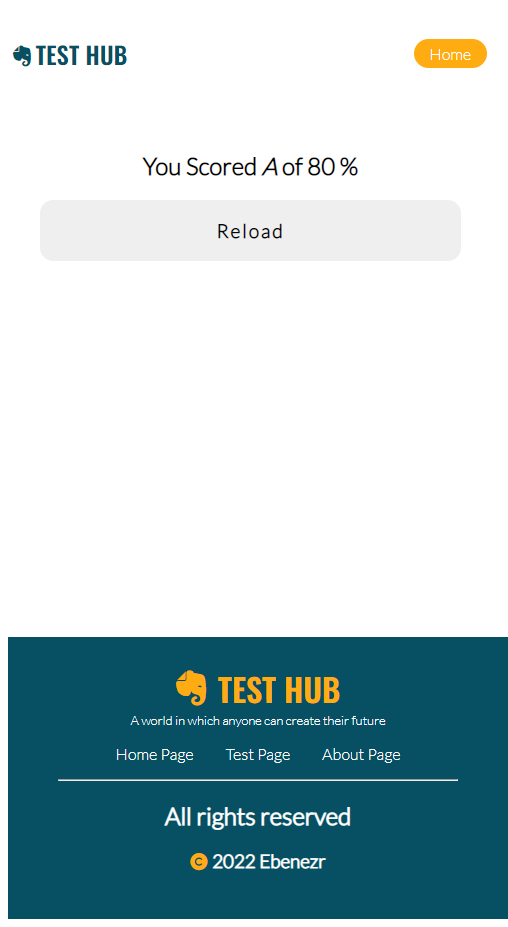 TEST HUB
Home
You Scored A of 80 %
Reload
TEST HUB
A world in which anyone can create their future
Home Page Test Page About Page
All rights reserved
© 2022 Ebenezr